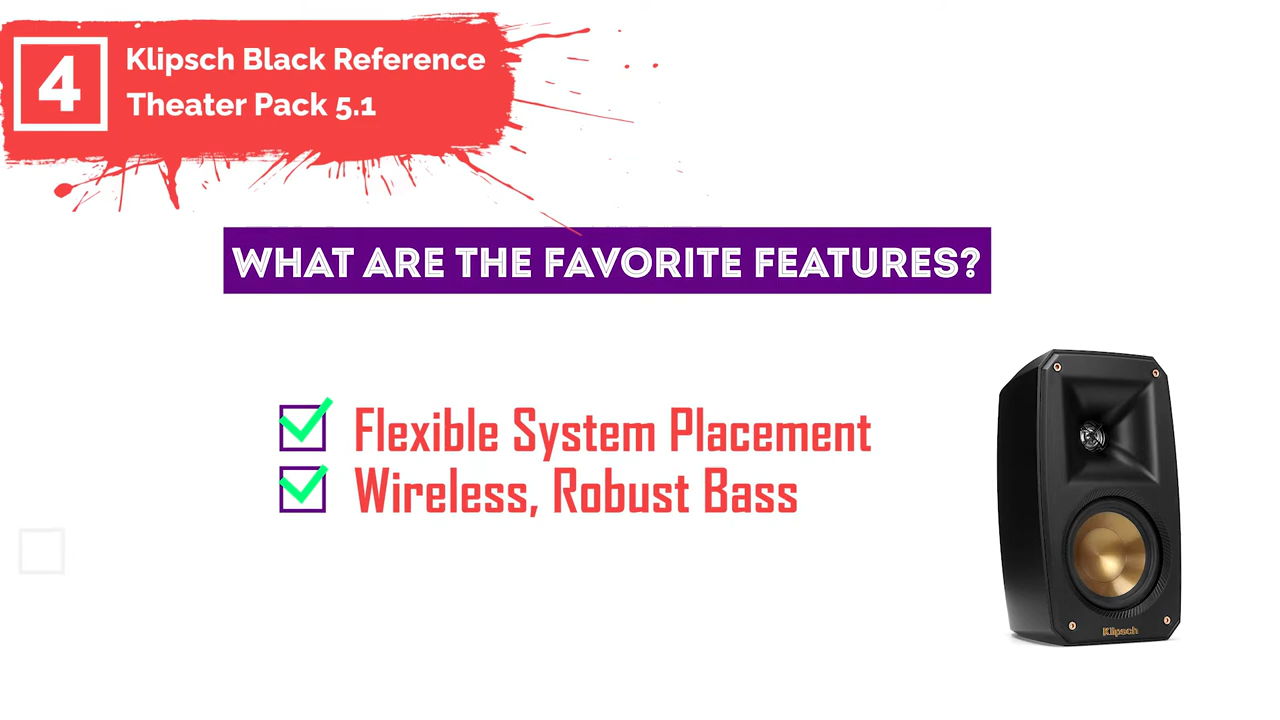 4
Klipsch Black Reference
Theater Pack 5.1
WHAT ARE THE FAVORITE FEATURES?
Flexible System Placement
Wireless, Robust Bass
Klipsch